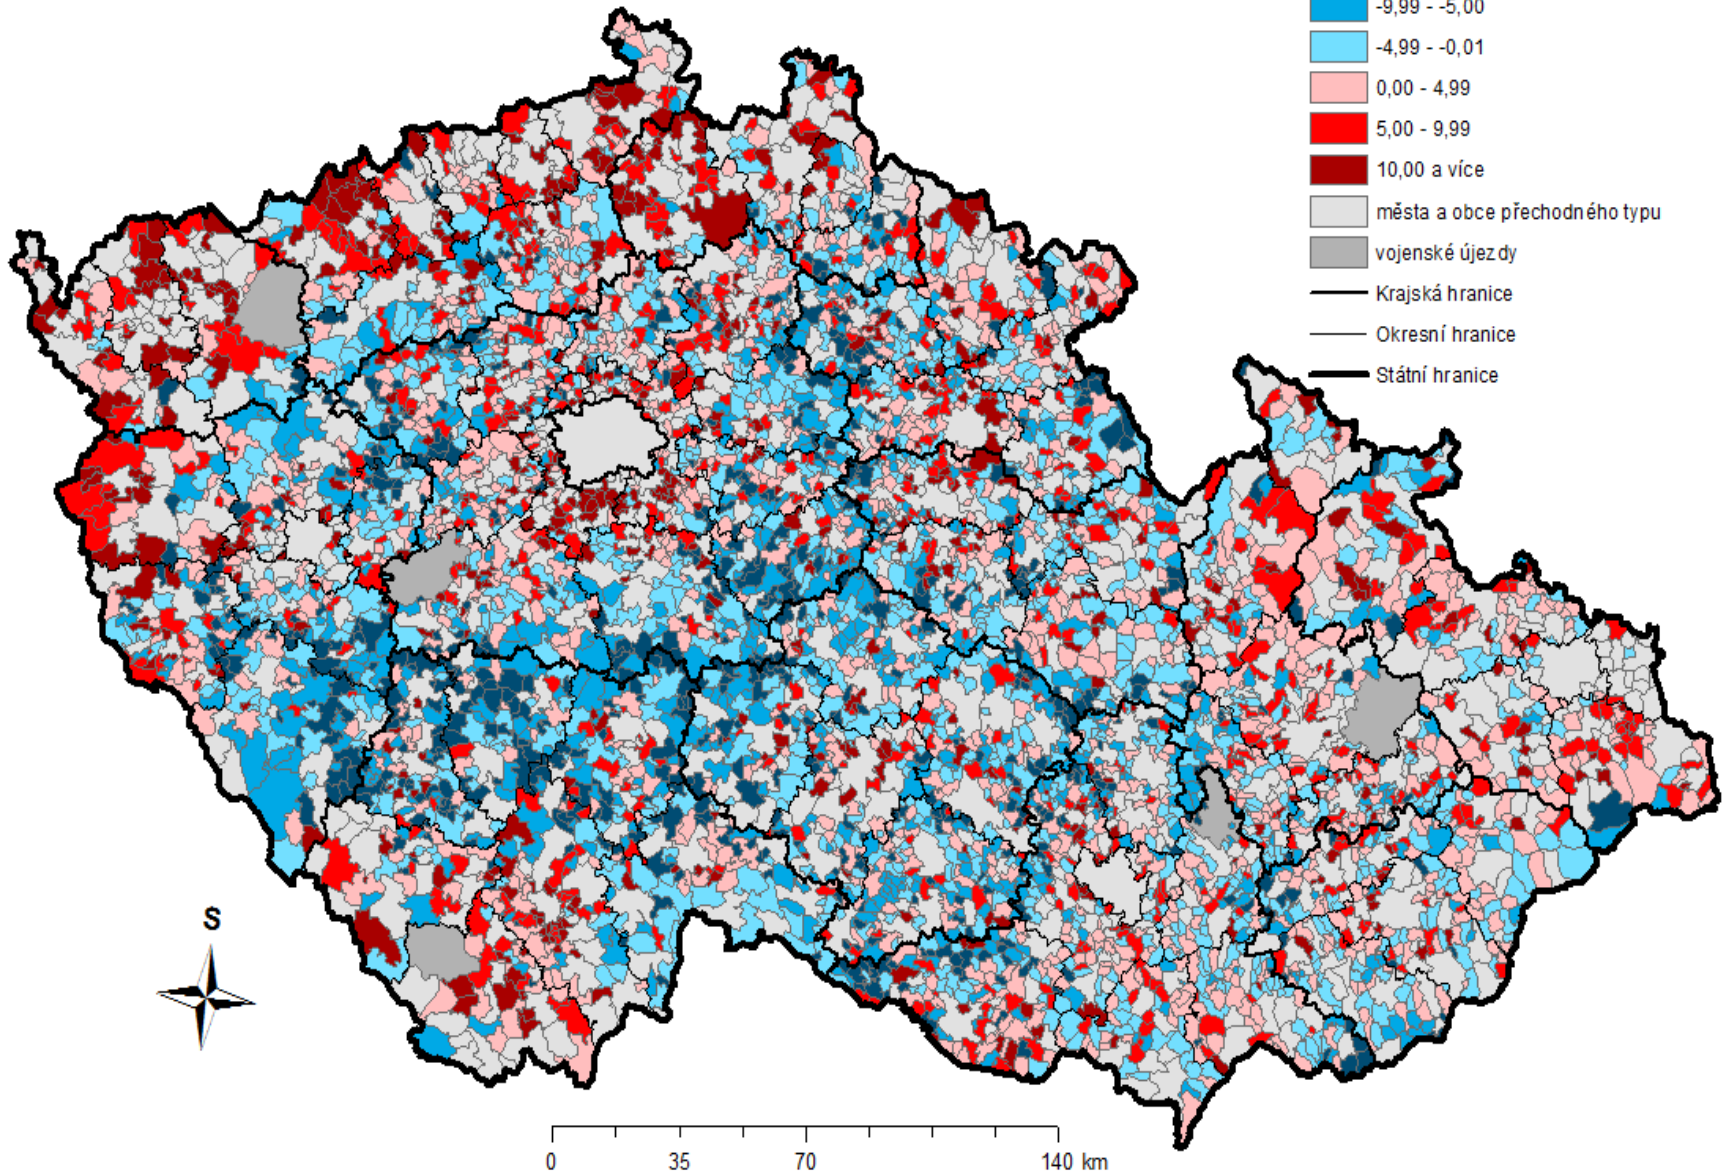 -9,99 - -5,00
-4,99 - -0,01
0,00 - 4,99
5,00 - 9,99
10,00 a více
města a obce přechodného typu
vojenské újezdy
Krajská hranice
Okresní hranice
Státní hranice
S
0 35 70 140 km